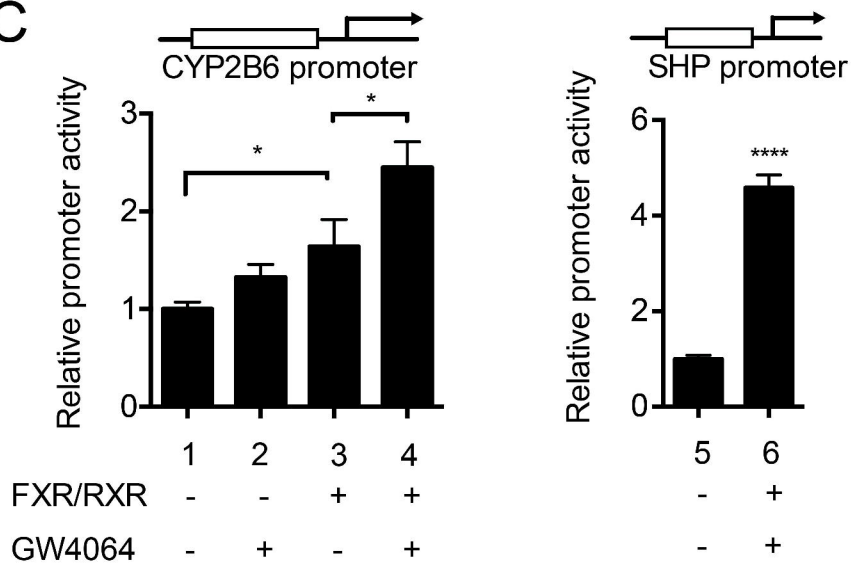 C
CYP2B6 promoter
SHP promoter
Relative promoter activity
3
2
1
0
*
*
1 2 3 4
Relative promoter activity
6
4
2
0
****
5 6
FXR/RXR - - + + - +
GW4064 - + - + - +